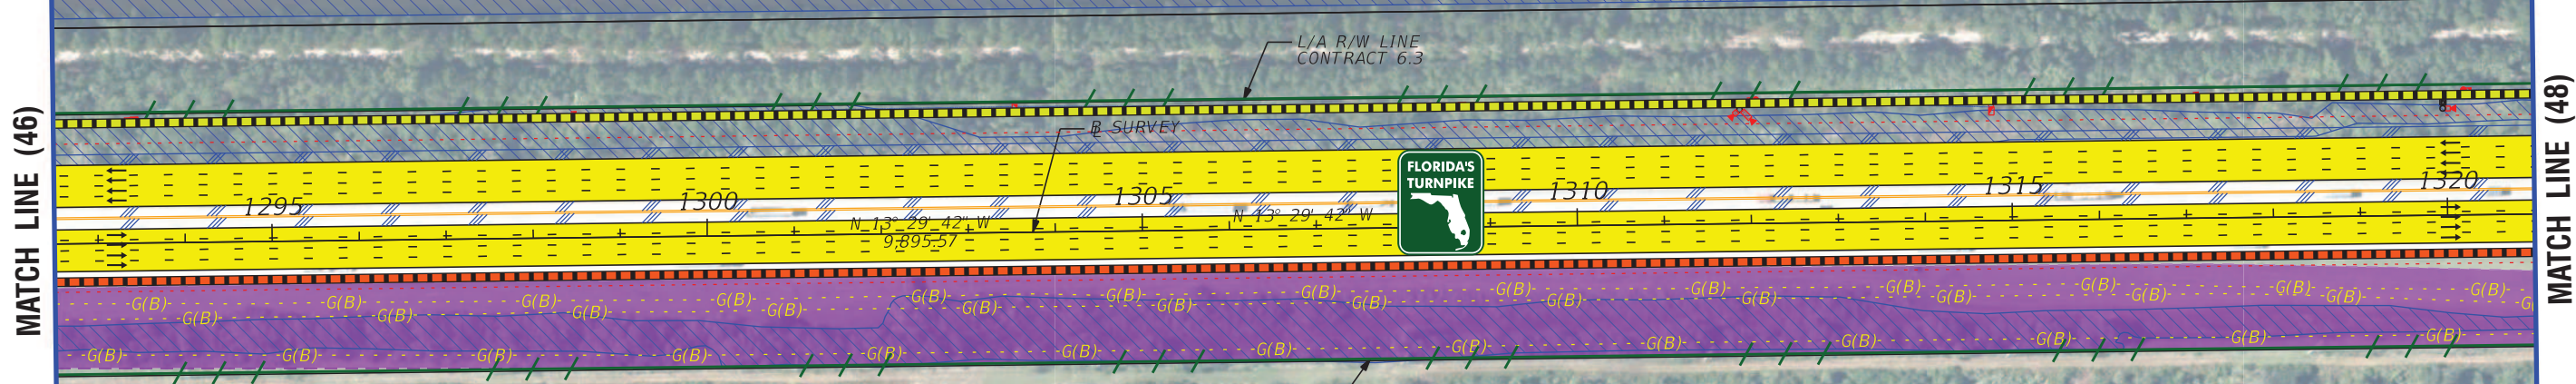 MATCH LINE (46)
L/A R/W LINE
CONTRACT 6.3
MATCH LINE (48)
B SURVEY
FLORIDA'S
TURNPIKE
1295
1300
1305
1310
1315
1320
N 13° 29' 42" W
9,895.57
N 13° 29' 42" W
G(B) G(B) G(B) G(B) G(B) G(B) G(B) G(B) G(B) G(B) G(B) G(B) G(B)
G(B) G(B) G(B) G(B) G(B) G(B) G(B) G(B) G(B) G(B) G(B) G(B)
G(B) G(B) G(B) G(B) G(B) G(B) G(B) G(B) G(B) G(B) G(B) G(B) G(B)